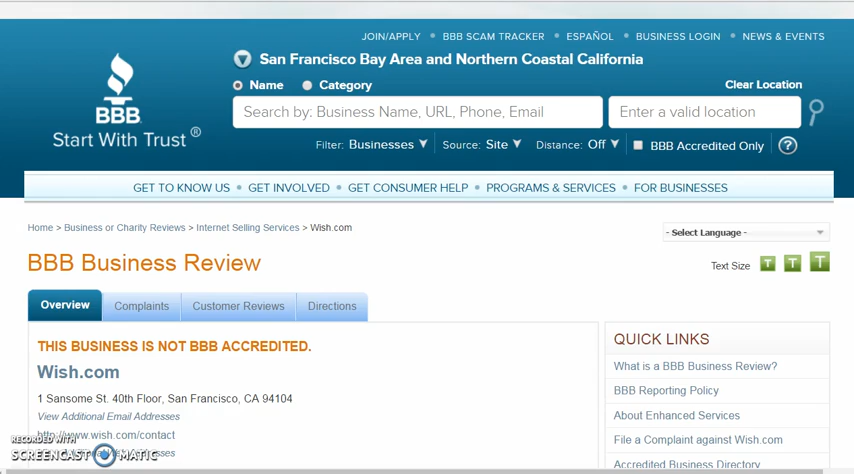 JOIN/APPLY • BBB SCAM TRACKER • ESPAÑOL • BUSINESS LOGIN • NEWS & EVENTS
San Francisco Bay Area and Northern Coastal California
Name Category Clear Location
BBB.
Start With Trust®
Search by: Business Name, URL, Phone, Email Enter a valid location
Filter: Businesses Source: Site Distance: Off BBB Accredited Only ?
GET TO KNOW US • GET INVOLVED • GET CONSUMER HELP • PROGRAMS & SERVICES • FOR BUSINESSES
Home > Business or Charity Reviews > Internet Selling Services > Wish.com
- Select Language -
BBB Business Review
Text Size T T T
Overview Complaints Customer Reviews Directions
THIS BUSINESS IS NOT BBB ACCREDITED.
Wish.com
1 Sansome St. 40th Floor, San Francisco, CA 94104
View Additional Email Addresses
http://www.wish.com/contact
QUICK LINKS
What is a BBB Business Review?
BBB Reporting Policy
About Enhanced Services
File a Complaint against Wish.com
Accredited Business Directory
RECORDED WITH
SCREENCAST MATIC